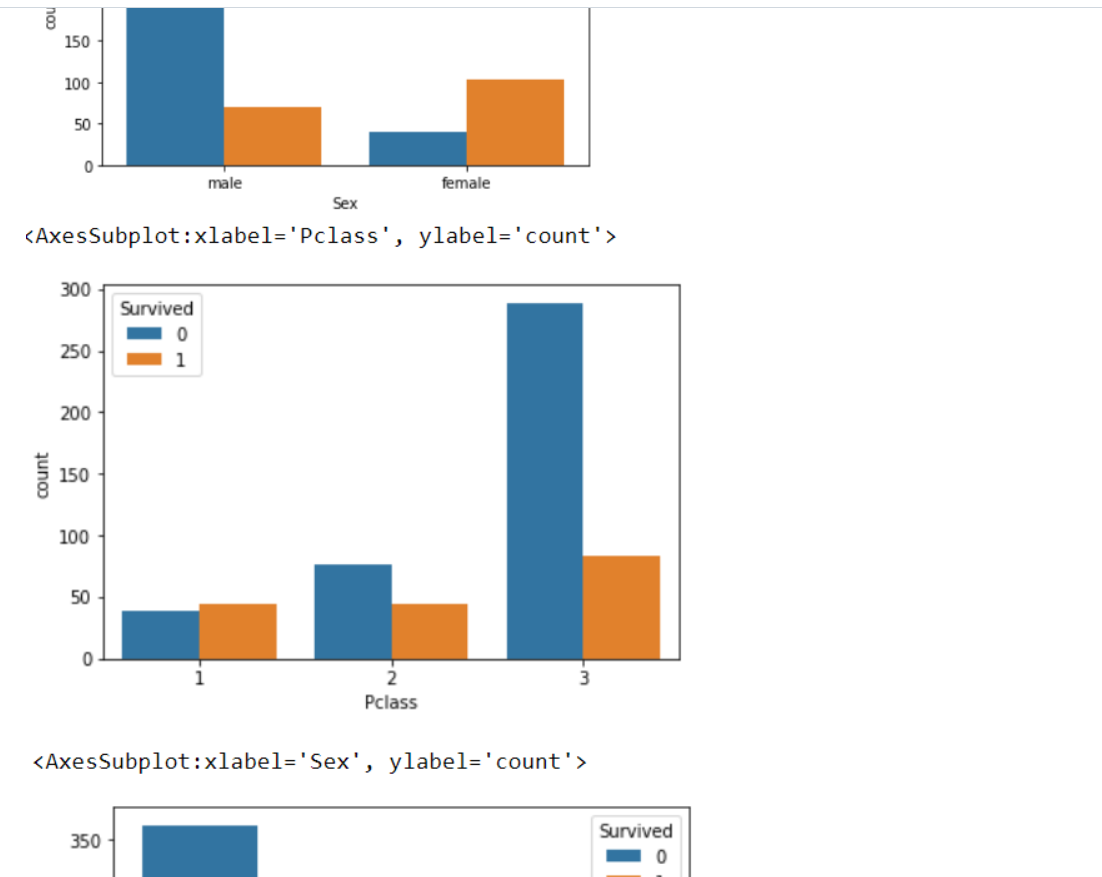 150
100
50
0
male female
Sex
<AxesSubplot:xlabel='Pclass', ylabel='count'>
300
Survived
0
1
250
200
150
100
50
0
count
1 2 3
Pclass
<AxesSubplot:xlabel='Sex', ylabel='count'>
350
Survived
0